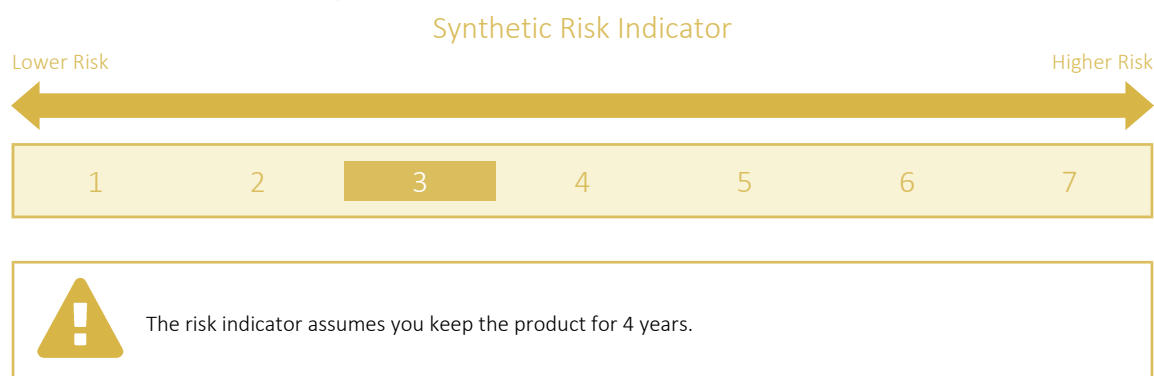 Synthetic Risk Indicator
Lower Risk Higher Risk
1 2 3 4 5 6 7
The risk indicator assumes you keep the product for 4 years.